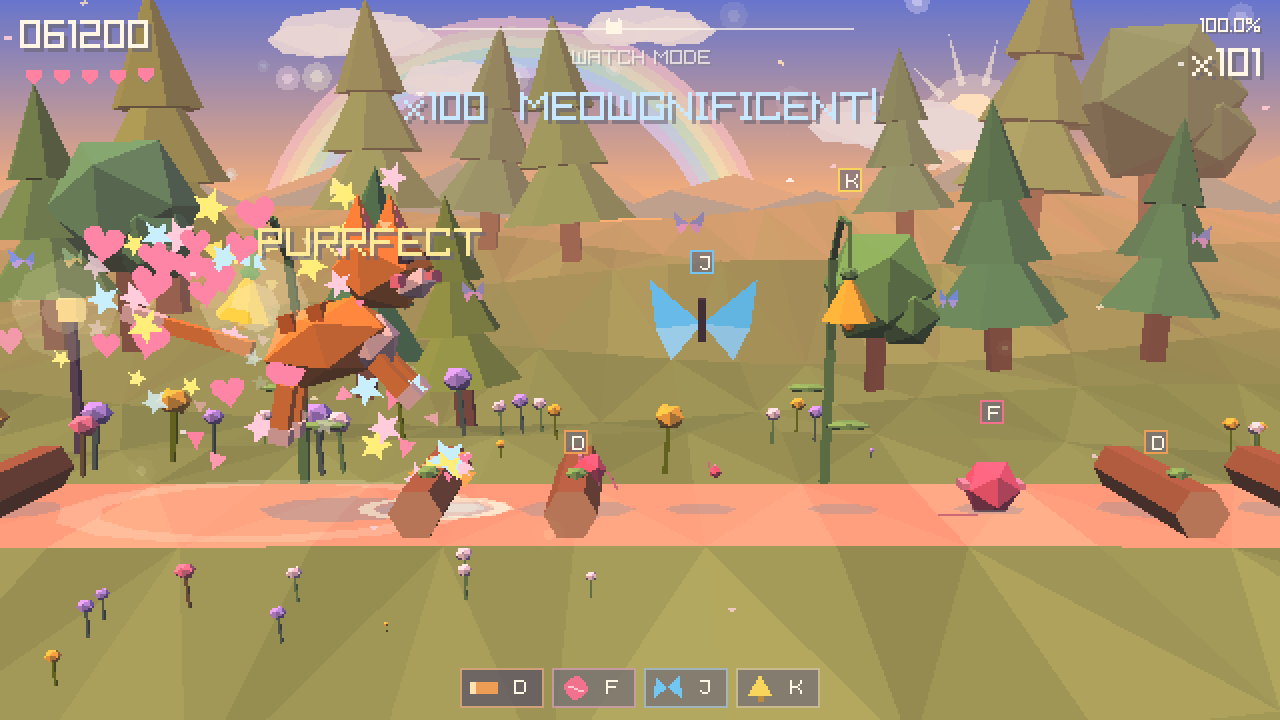 061200
WATCH MODE
100.0%
x101
x100 MEOWGNIFICENT!
K
PURRFECT
J
F
D
D
D
F
J
K